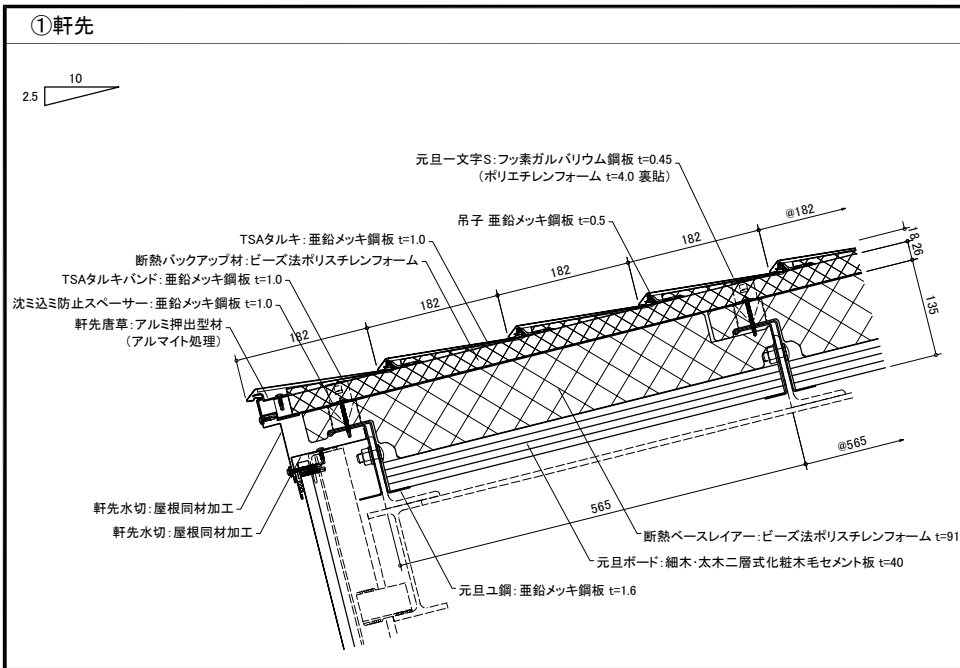 ①軒先
10
2.5
元旦一文字S:フッ素ガルバリウム鋼板 t=0.45
(ポリエチレンフォーム t=4.0 裏貼)
吊子 亜鉛メッキ鋼板 t=0.5
@182
TSAタルキ:亜鉛メッキ鋼板 t=1.0
断熱バックアップ材:ビーズ法ポリスチレンフォーム
TSAタルキバンド:亜鉛メッキ鋼板 t=1.0
沈ミ込ミ防止スペーサー:亜鉛メッキ鋼板 t=1.0
軒先唐草:アルミ押出型材
(アルマイト処理)
182
182
182
182
182
18
26
135
@565
565
軒先水切:屋根同材加工
軒先水切:屋根同材加工
断熱ベースレイアー:ビーズ法ポリスチレンフォーム t=91
元旦ボード:細木・太木二層式化粧木毛セメント板 t=40
元旦ユ鋼:亜鉛メッキ鋼板 t=1.6